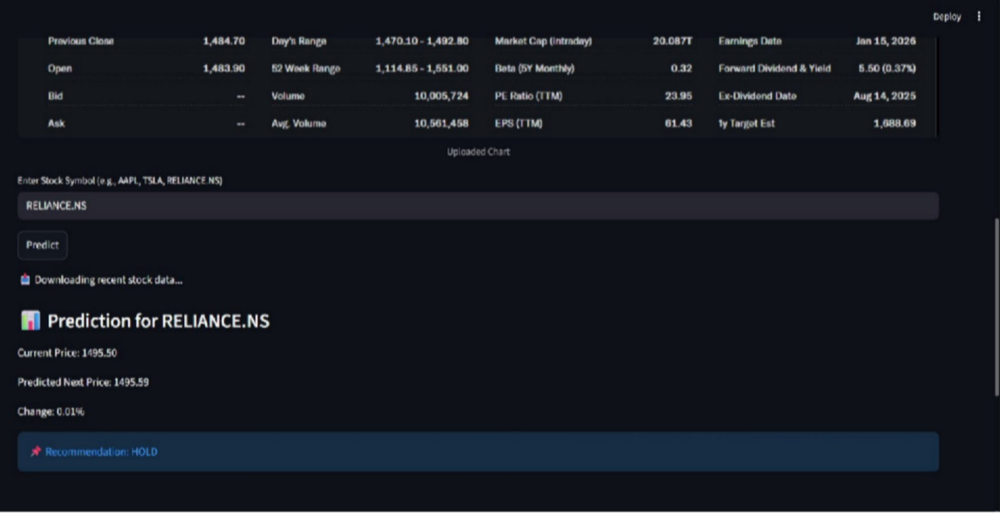 Deploy
Previous Close 1,484.70 Day's Range 1,470.10 - 1,492.80 Market Cap (intraday) 20.087T Earnings Date Jan 15, 2026
Open 1,483.90 52 Week Range 1,114.85 - 1,551.00 Beta (5Y Monthly) 0.32 Forward Dividend & Yield 5.50 (0.37%)
Bid -- Volume 10,005,724 PE Ratio (TTM) 23.95 Ex-Dividend Date Aug 14, 2025
Ask -- Avg. Volume 10,561,458 EPS (TTM) 61.43 1y Target Est 1,688.69
Uploaded Chart
Enter Stock Symbol (e.g., AAPL, TSLA, RELIANCE.NS)
RELIANCE.NS
Predict
Downloading recent stock data...
Prediction for RELIANCE.NS
Current Price: 1495.50
Predicted Next Price: 1495.59
Change: 0.01%
Recommendation: HOLD